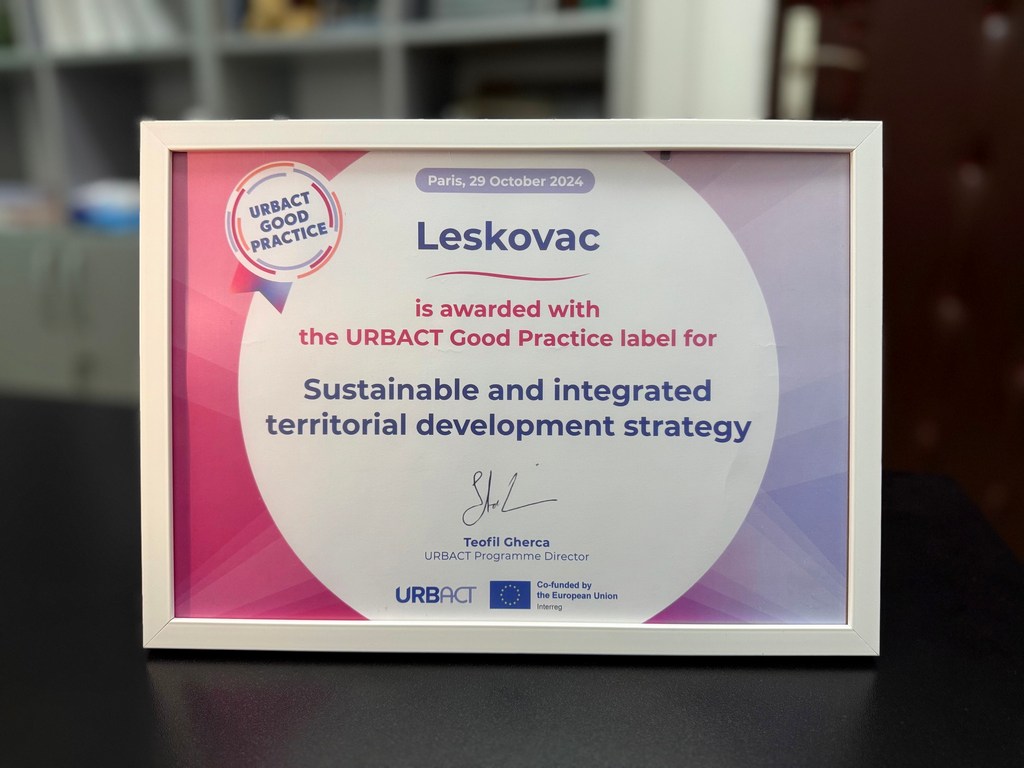 URBACT
GOOD
PRACTICE
Paris, 29 October 2024
Leskovac
is awarded with
the URBACT Good Practice label for
Sustainable and integrated
territorial development strategy
Teofil Gherca
URBACT Programme Director
URBACT
Co-funded by
the European Union
Interreg